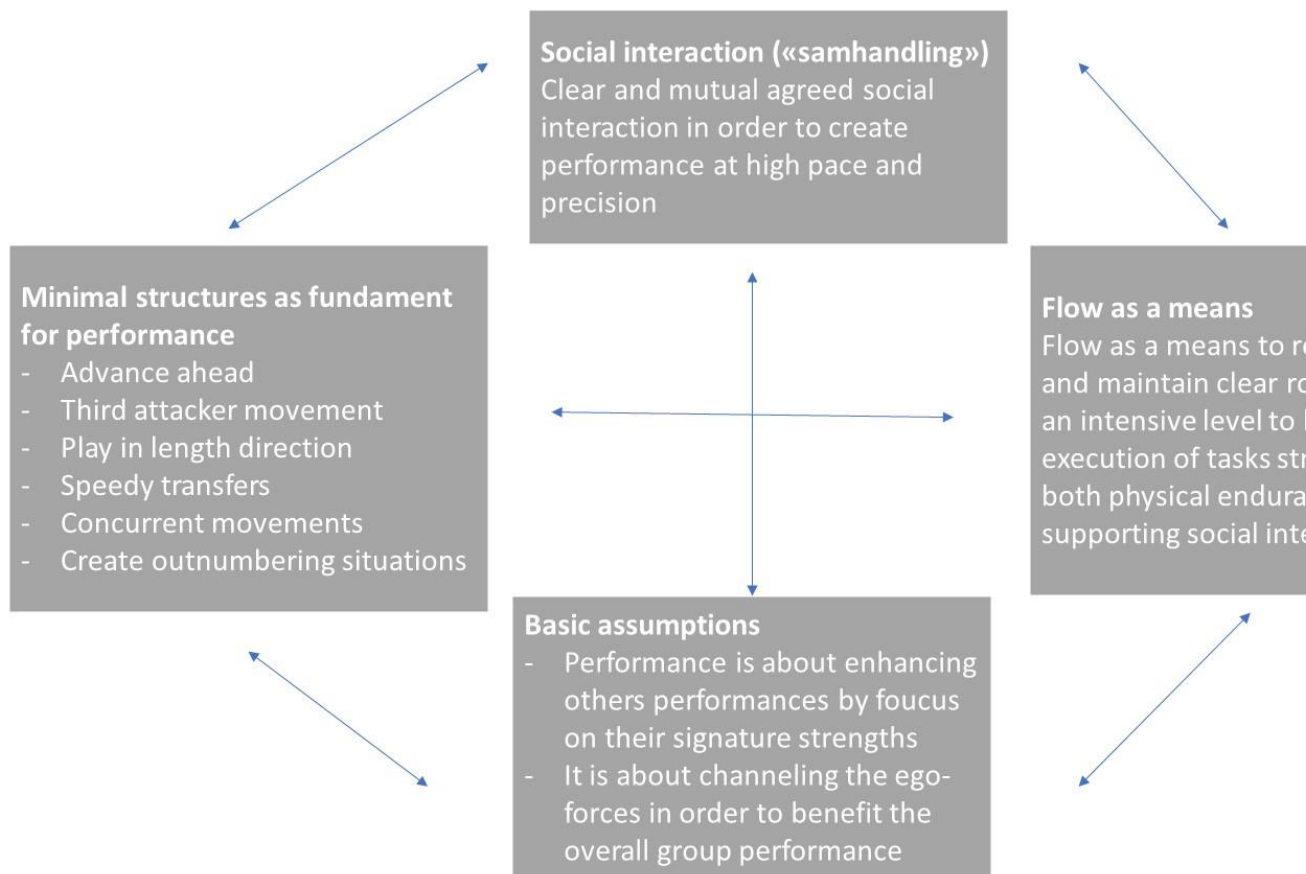 Social interaction («samhandling»)
Clear and mutual agreed social
interaction in order to create
performance at high pace and
precision
Minimal structures as fundament
for performance
- Advance ahead
- Third attacker movement
- Play in length direction
- Speedy transfers
- Concurrent movements
- Create outnumbering situations
Flow as a means
Flow as a means to
and maintain clear
an intensive level to
execution of tasks
both physical
supporting social
Basic assumptions
- Performance is about enhancing
others performances by foucus
on their signature strengths
- It is about channeling the ego-
forces in order to benefit the
overall group performance